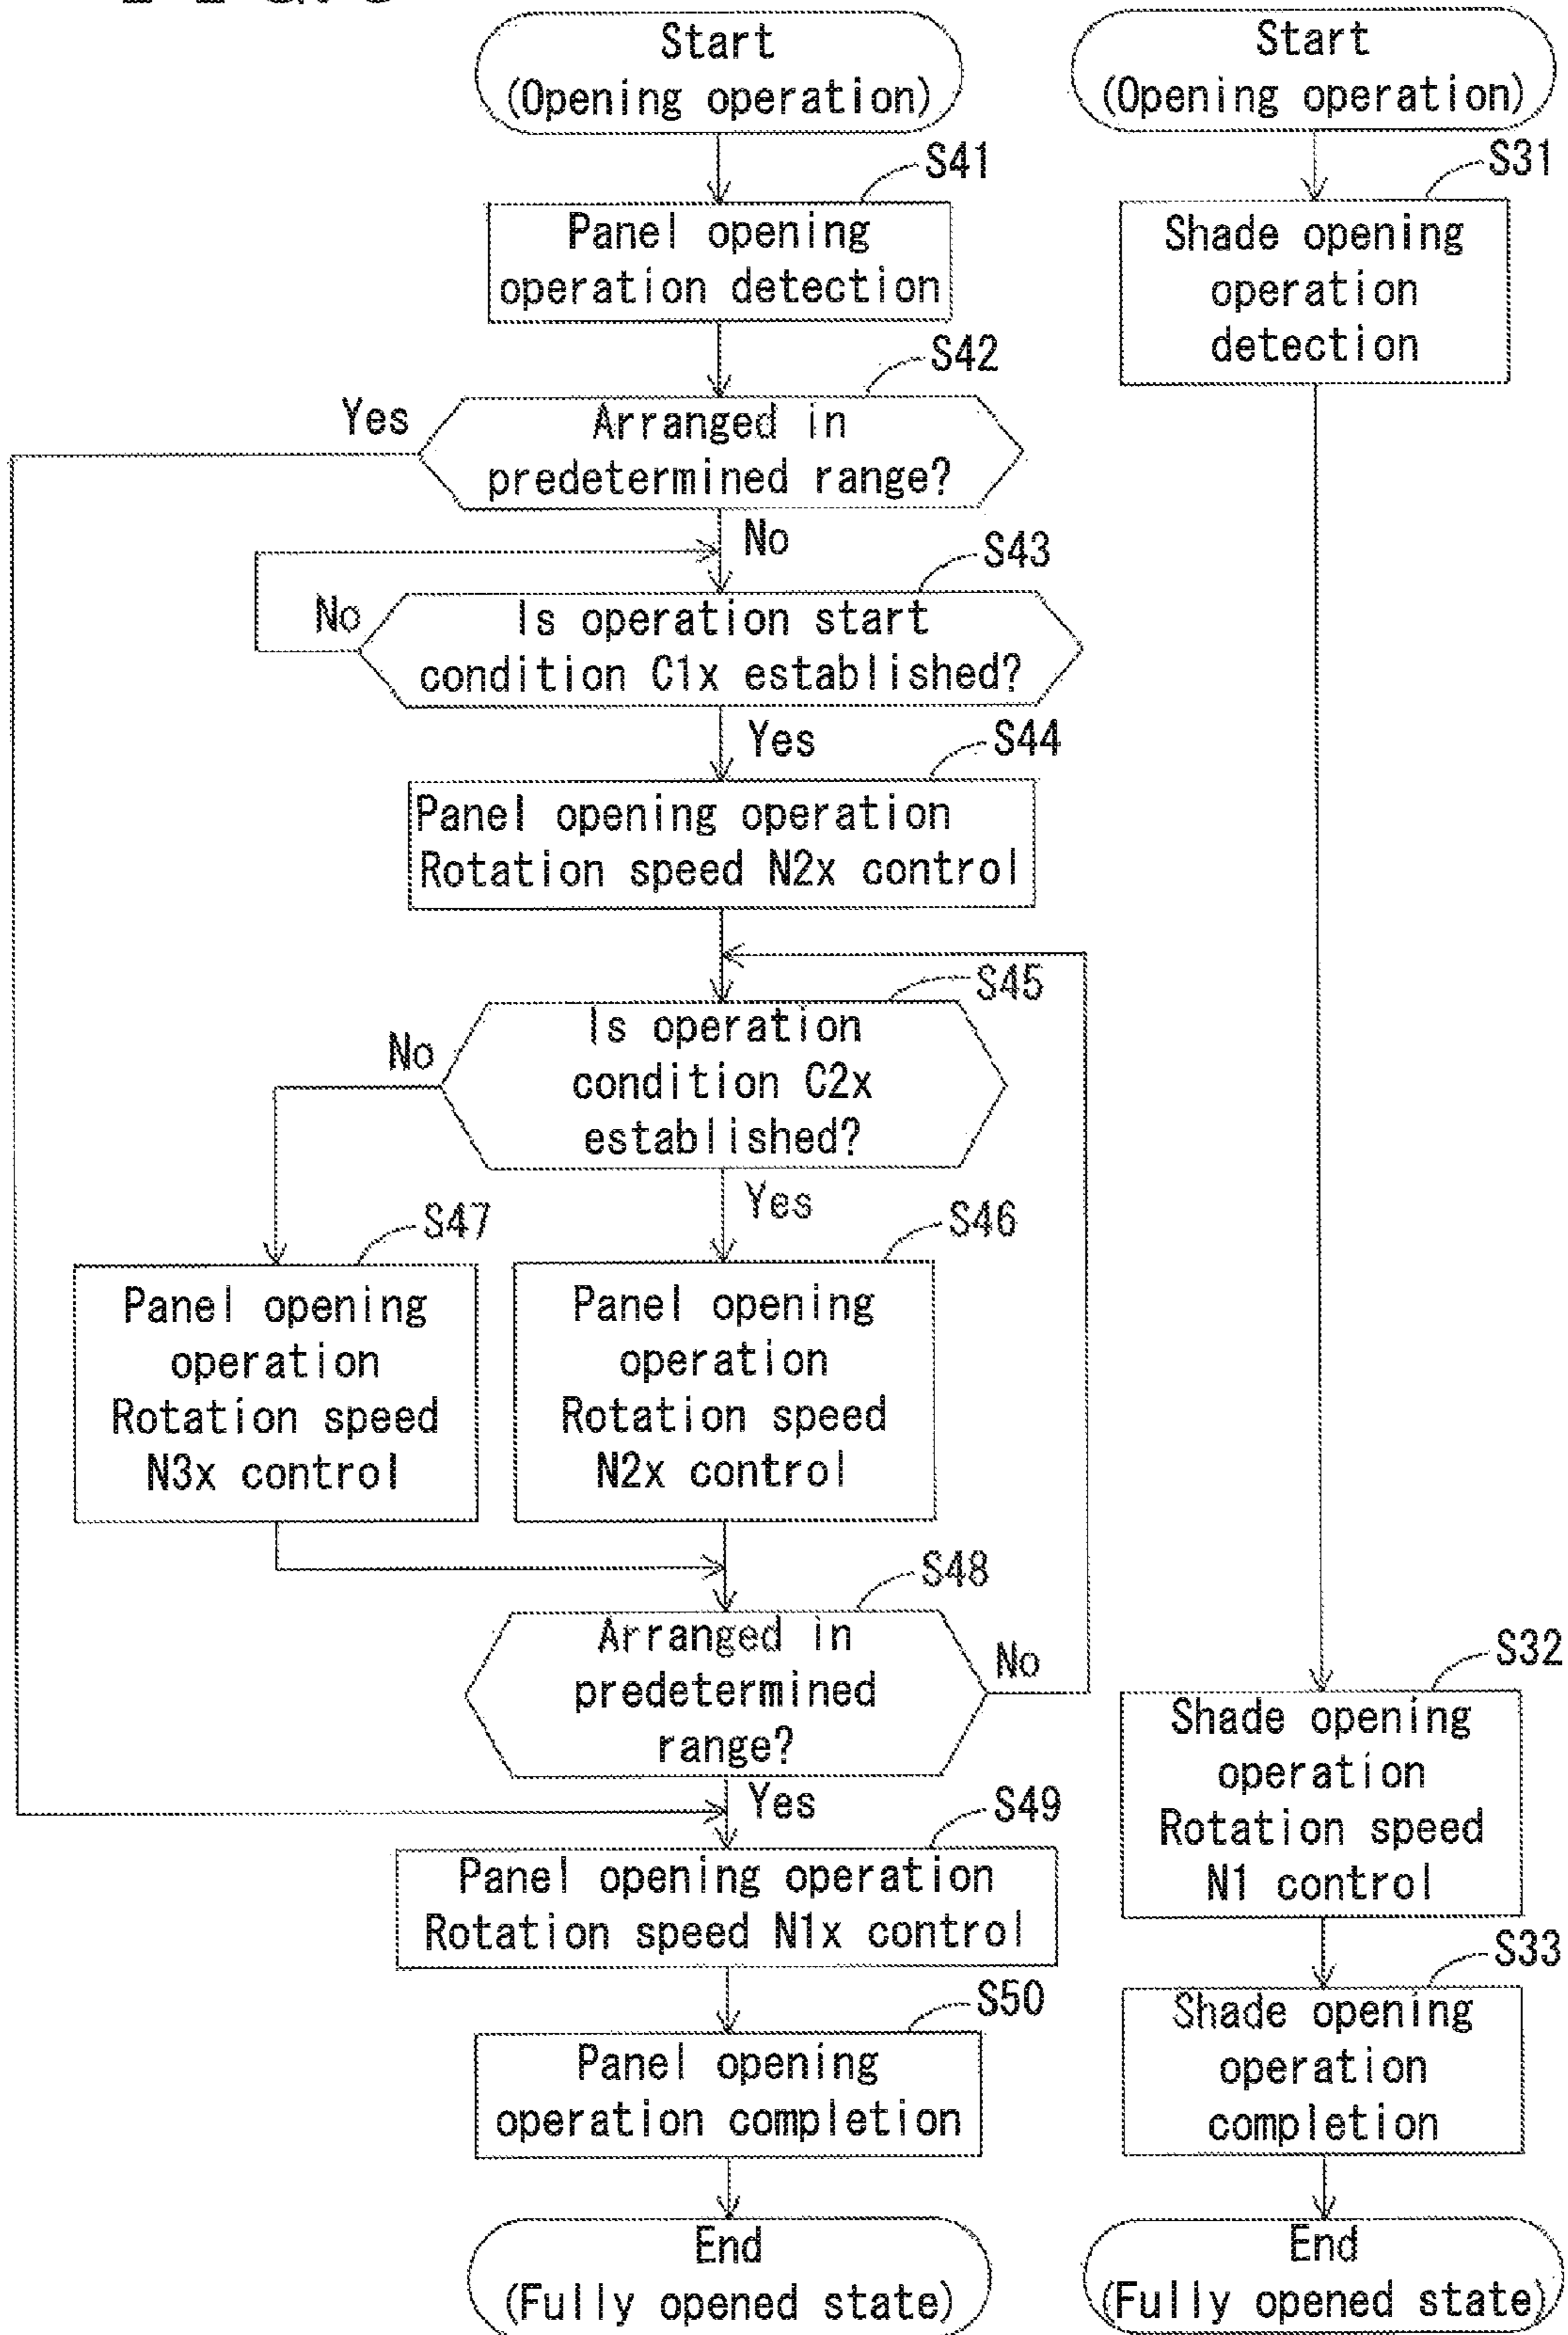 Start
(Opening operation)
S41
Panel opening
operation detection
S42
Arranged in
predetermined range?
Yes
No
S43
Is operation start
condition C1x established?
No
Yes
S44
Panel opening operation
Rotation speed N2x control
S45
Is operation
condition C2x
established?
No
Yes
S47
Panel opening
operation
Rotation speed
N3x control
S46
Panel opening
operation
Rotation speed
N2x control
S48
Arranged in
predetermined
range?
No
Yes
S49
Panel opening operation
Rotation speed N1x control
S50
Panel opening
operation completion
End
(Fully opened state)
Start
(Opening operation)
S31
Shade opening
operation
detection
S32
Shade opening
operation
Rotation speed
N1 control
S33
Shade opening
operation
completion
End
(Fully opened state)